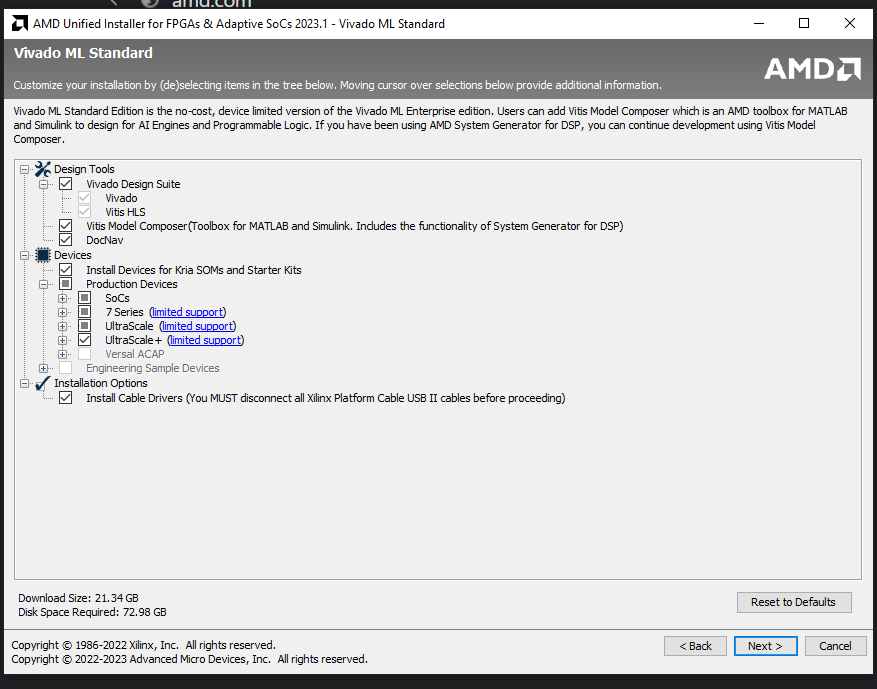 amd.com
AMD Unified Installer for FPGAs & Adaptive SoCs 2023.1 - Vivado ML Standard
Vivado ML Standard
Customize your installation by (de)selecting items in the tree below. Moving cursor over selections below provide additional information.
AMD
Vivado ML Standard Edition is the no-cost, device limited version of the Vivado ML Enterprise edition. Users can add Vitis Model Composer which is an AMD toolbox for MATLAB
and Simulink to design for AI Engines and Programmable Logic. If you have been using AMD System Generator for DSP, you can continue development using Vitis Model
Composer.
Design Tools
Vivado Design Suite
Vivado
Vitis HLS
Vitis Model Composer(Toolbox for MATLAB and Simulink. Includes the functionality of System Generator for DSP)
DocNav
Devices
Install Devices for Kria SOMs and Starter Kits
Production Devices
SoCs
7 Series (limited support)
UltraScale (limited support)
UltraScale+ (limited support)
Versal ACAP
Engineering Sample Devices
Installation Options
Install Cable Drivers (You MUST disconnect all Xilinx Platform Cable USB II cables before proceeding)
Download Size: 21.34 GB
Disk Space Required: 72.98 GB
Reset to Defaults
Copyright © 1986-2022 Xilinx, Inc. All rights reserved.
Copyright © 2022-2023 Advanced Micro Devices, Inc. All rights reserved.
< Back
Next >
Cancel